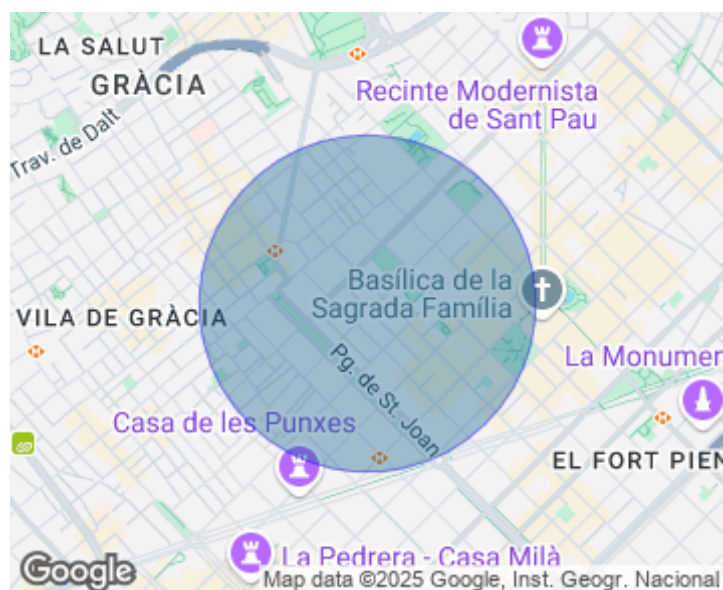 LA SALUT
GRÀCIA
Recinte Modernista
de Sant Pau
Trav. de Dalt
Basílica de la
Sagrada Família
VILA DE GRÀCIA
Pg. de St. Joan
La Monumen
Casa de les Punxes
EL FORT PIEN
La Pedrera - Casa Milà
Google
Map data ©2025 Google, Inst. Geogr. Nacional